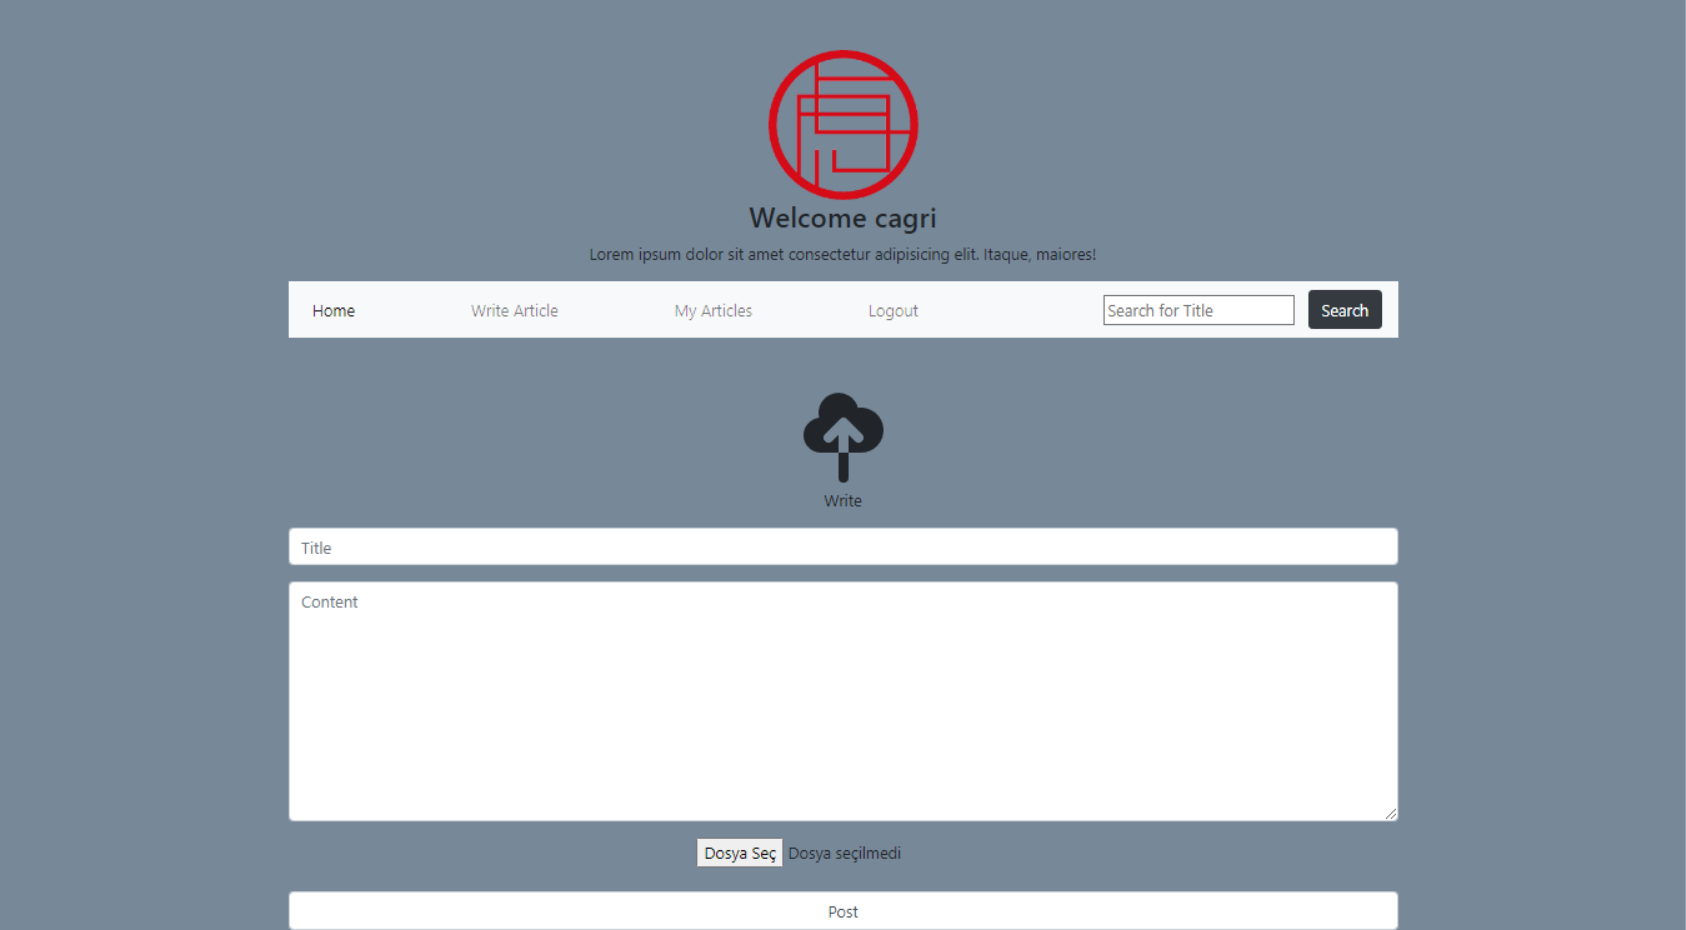 Welcome cagri
Lorem ipsum dolor sit amet consectetur adipisicing elit. Itaque, maiores!
Home Write Article My Articles Logout Search for Title Search
Write
Title
Content
Dosya Seç Dosya seçilmedi
Post